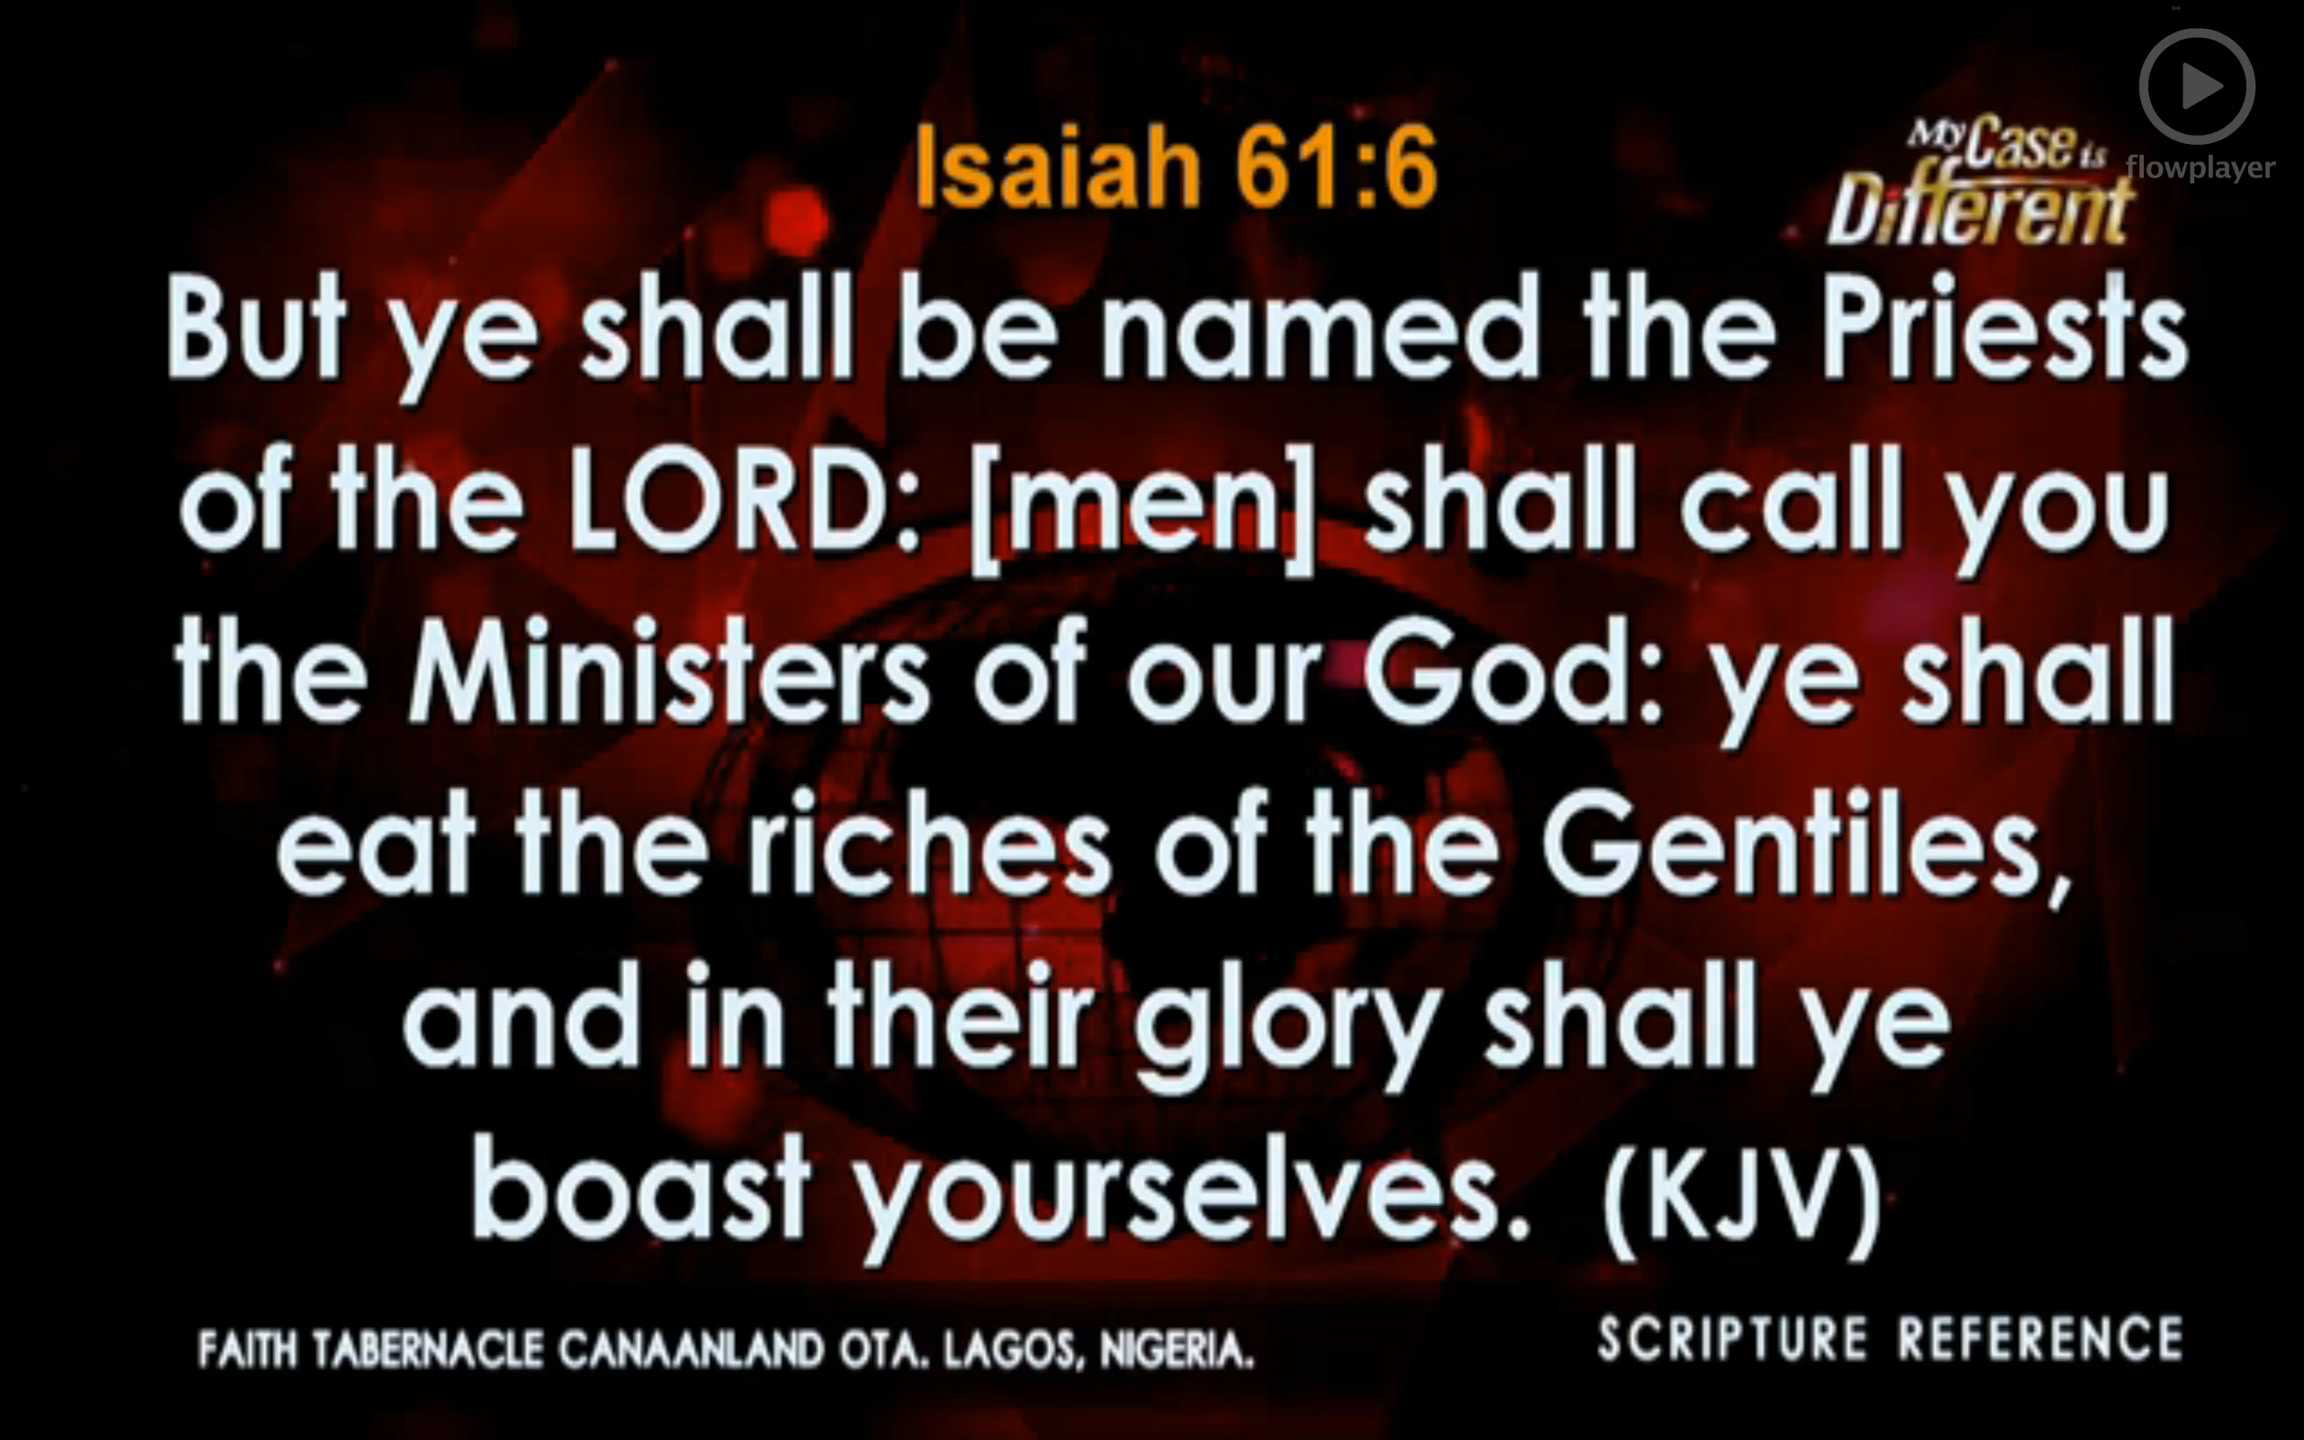 Isaiah 61:6
My Case is
Different
flowplayer
But ye shall be named the Priests
of the LORD: [men] shall call you
the Ministers of our God: ye shall
eat the riches of the Gentiles,
and in their glory shall ye
boast yourselves. (KJV)
FAITH TABERNACLE CANAANLAND OTA. LAGOS, NIGERIA.
SCRIPTURE REFERENCE